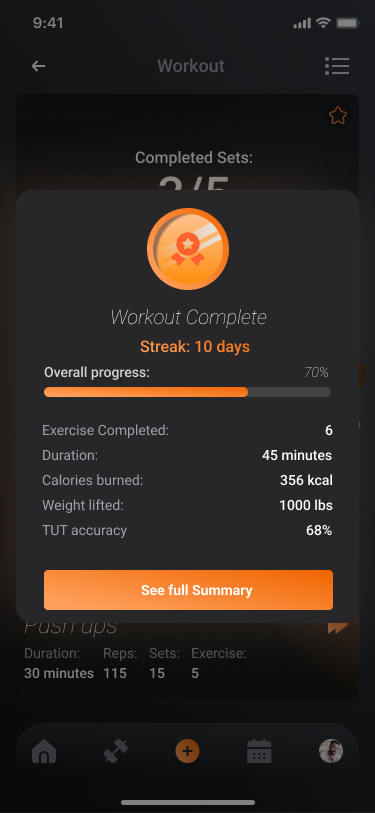 9:41
Workout
Completed Sets:
Workout Complete
Streak: 10 days
Overall progress: 70%
Exercise Completed: 6
Duration: 45 minutes
Calories burned: 356 kcal
Weight lifted: 1000 lbs
TUT accuracy 68%
See full Summary
Push ups
Duration: Reps: Sets: Exercise:
30 minutes 115 15 5